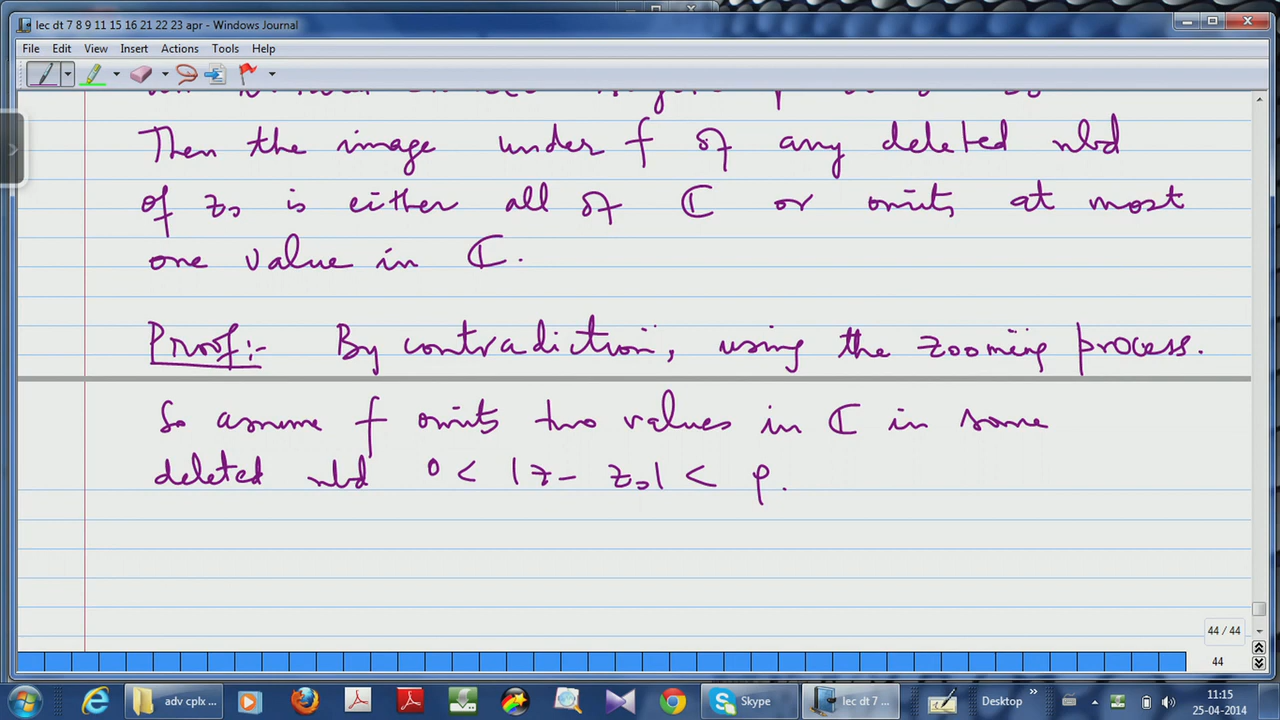 lec dt 7 8 9 11 15 16 21 22 23 apr - Windows Journal
File Edit View Insert Actions Tools Help
Then the image under f of any deleted nbd
of z₀ is either all of ℂ or omits at most
one value in ℂ.
Proof:- By contradiction, using the zooming process.
So assume f omits two values in ℂ in some
deleted nbd 0 < |z - z₀| < ρ.
44 / 44
44
adv cplx ...
Skype
lec dt 7 ...
Desktop
11:15
25-04-2014